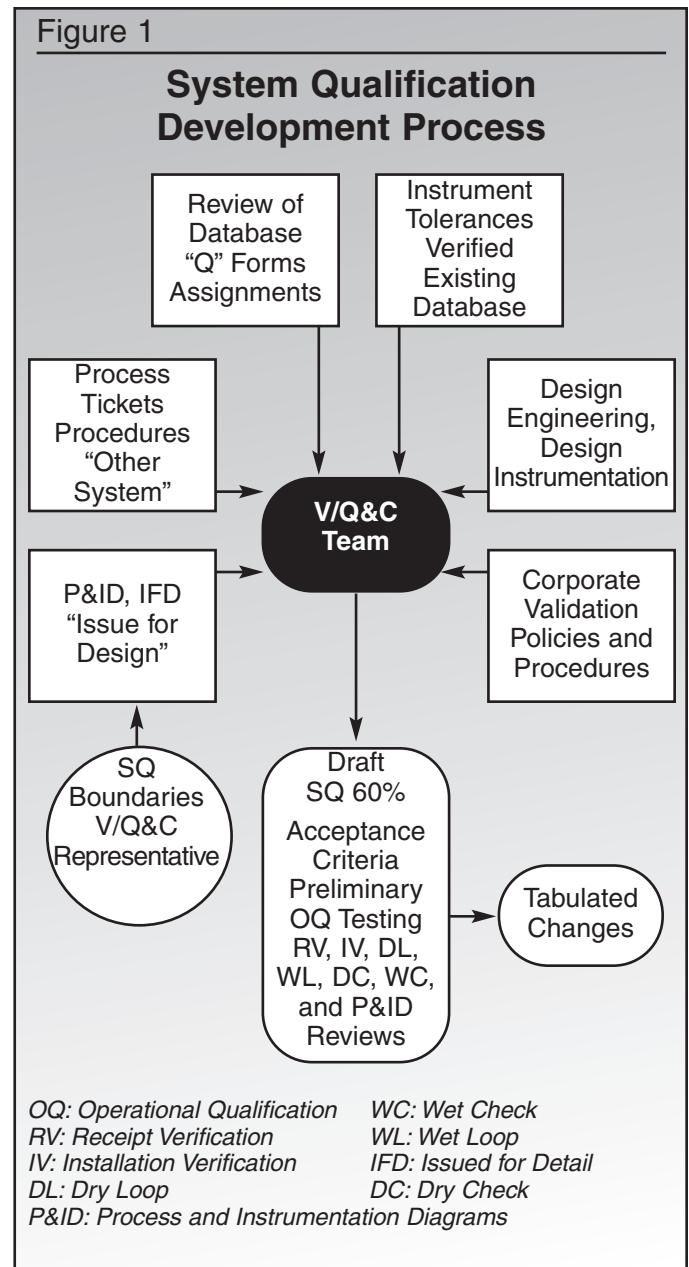 Figure 1
System Qualification
Development Process
Review of
Database
“Q” Forms
Assignments
Instrument
Tolerances
Verified
Existing
Database
Process
Tickets
Procedures
“Other
System”
Design
Engineering,
Design
Instrumentation
V/Q&C
Team
P&ID, IFD
“Issue for
Design”
Corporate
Validation
Policies and
Procedures
SQ
Boundaries
V/Q&C
Representative
Draft
SQ 60%
Acceptance
Criteria
Preliminary
OQ Testing
RV, IV, DL,
WL, DC, WC,
and P&ID
Reviews
Tabulated
Changes
OQ: Operational Qualification
RV: Receipt Verification
IV: Installation Verification
DL: Dry Loop
WC: Wet Check
WL: Wet Loop
IFD: Issued for Detail
DC: Dry Check
P&ID: Process and Instrumentation Diagrams